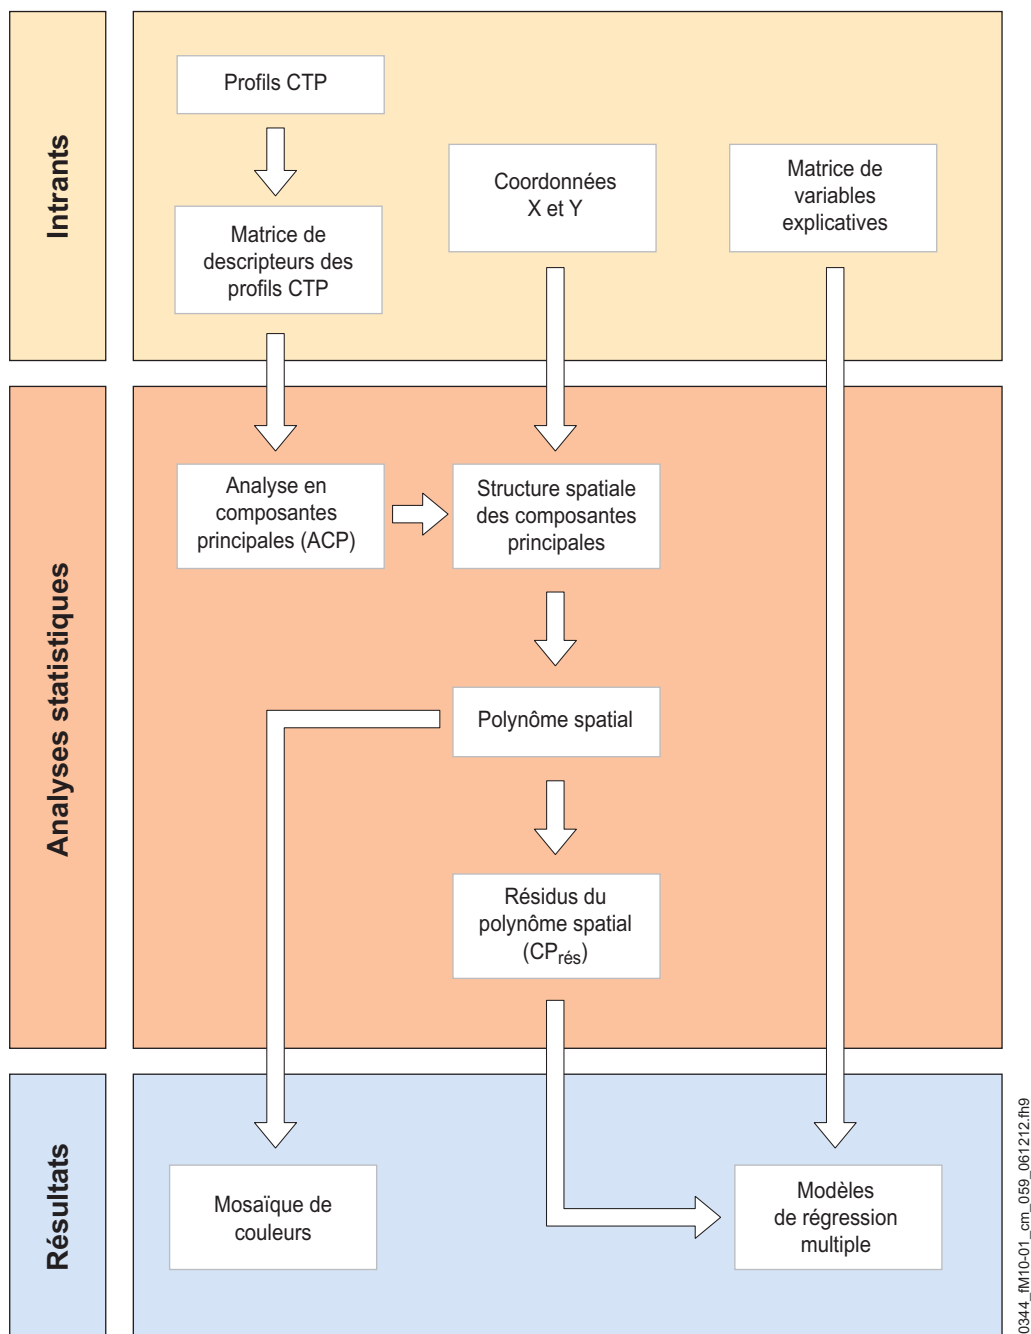 Intrants
Profils CTP
Matrice de
descripteurs des
profils CTP
Coordonnées
X et Y
Matrice de
variables
explicatives
Analyses statistiques
Analyse en
composantes
principales (ACP)
Structure spatiale
des composantes
principales
Polynôme spatial
Résidus du
polynôme spatial
(CPrés)
Résultats
Mosaïque de
couleurs
Modèles
de régression
multiple
0344_fM10-01_cm_059_061212.fh9